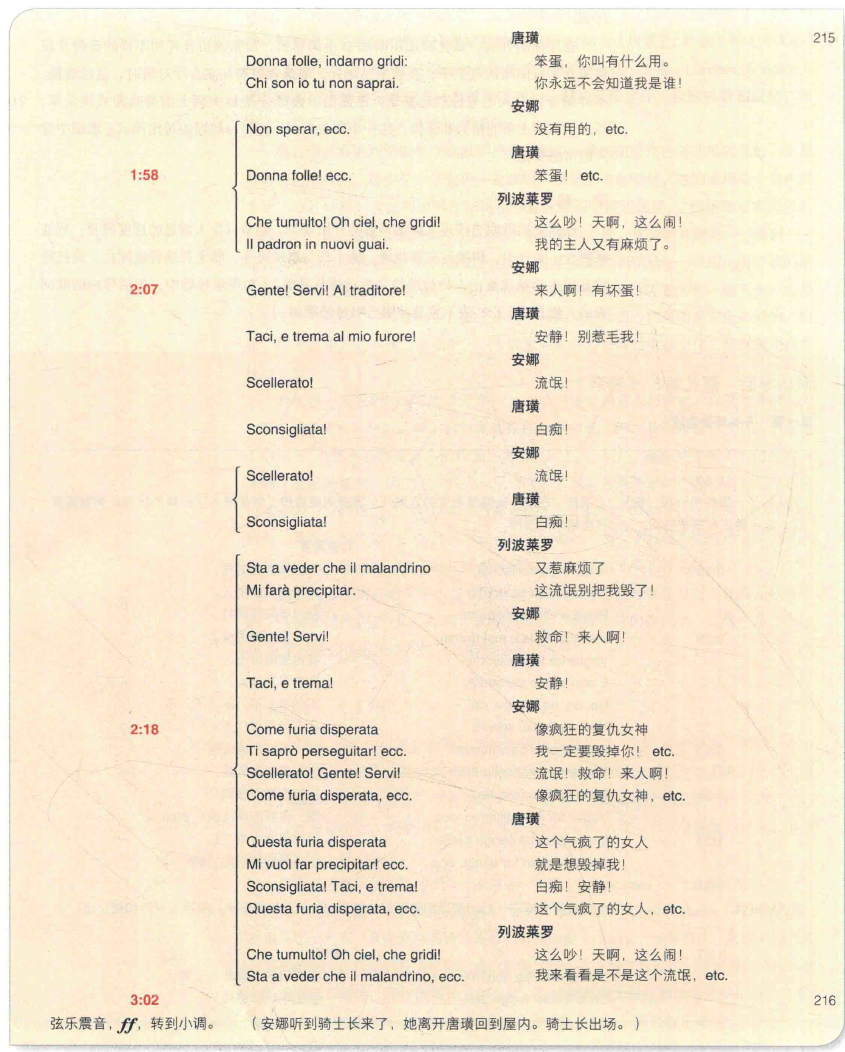 唐璜 215
Donna folle, indarno gridi: 笨蛋，你叫有什么用。
Chi son io tu non saprai. 你永远不会知道我是谁！
安娜
Non sperar, ecc. 没有用的，etc.
唐璜
1:58 Donna folle! ecc. 笨蛋！etc.
列波莱罗
Che tumulto! Oh ciel, che gridi! 这么吵！天啊，这么闹！
Il padron in nuovi guai. 我的主人又有麻烦了。
安娜
2:07 Gente! Servi! Al traditore! 来人啊！有坏蛋！
唐璜
Taci, e trema al mio furore! 安静！别惹毛我！
安娜
Scellerato! 流氓！
唐璜
Sconsigliata! 白痴！
安娜
Scellerato! 流氓！
唐璜
Sconsigliata! 白痴！
列波莱罗
Sta a veder che il malandrino 又惹麻烦了
Mi farà precipitar. 这流氓别把我毁了！
安娜
Gente! Servi! 救命！来人啊！
唐璜
Taci, e trema! 安静！
安娜
2:18 Come furia disperata 像疯狂的复仇女神
Ti saprò perseguitar! ecc. 我一定要毁掉你！etc.
Scellerato! Gente! Servi! 流氓！救命！来人啊！
Come furia disperata, ecc. 像疯狂的复仇女神，etc.
唐璜
Questa furia disperata 这个气疯了的女人
Mi vuol far precipitar! ecc. 就是想毁掉我！
Sconsigliata! Taci, e trema! 白痴！安静！
Questa furia disperata, ecc. 这个气疯了的女人，etc.
列波莱罗
Che tumulto! Oh ciel, che gridi! 这么吵！天啊，这么闹！
Sta a veder che il malandrino, ecc. 我来看看是不是这个流氓，etc.
3:02 216
弦乐震音，ff，转到小调。 （安娜听到骑士长来了，她离开唐璜回到屋内。骑士长出场。）